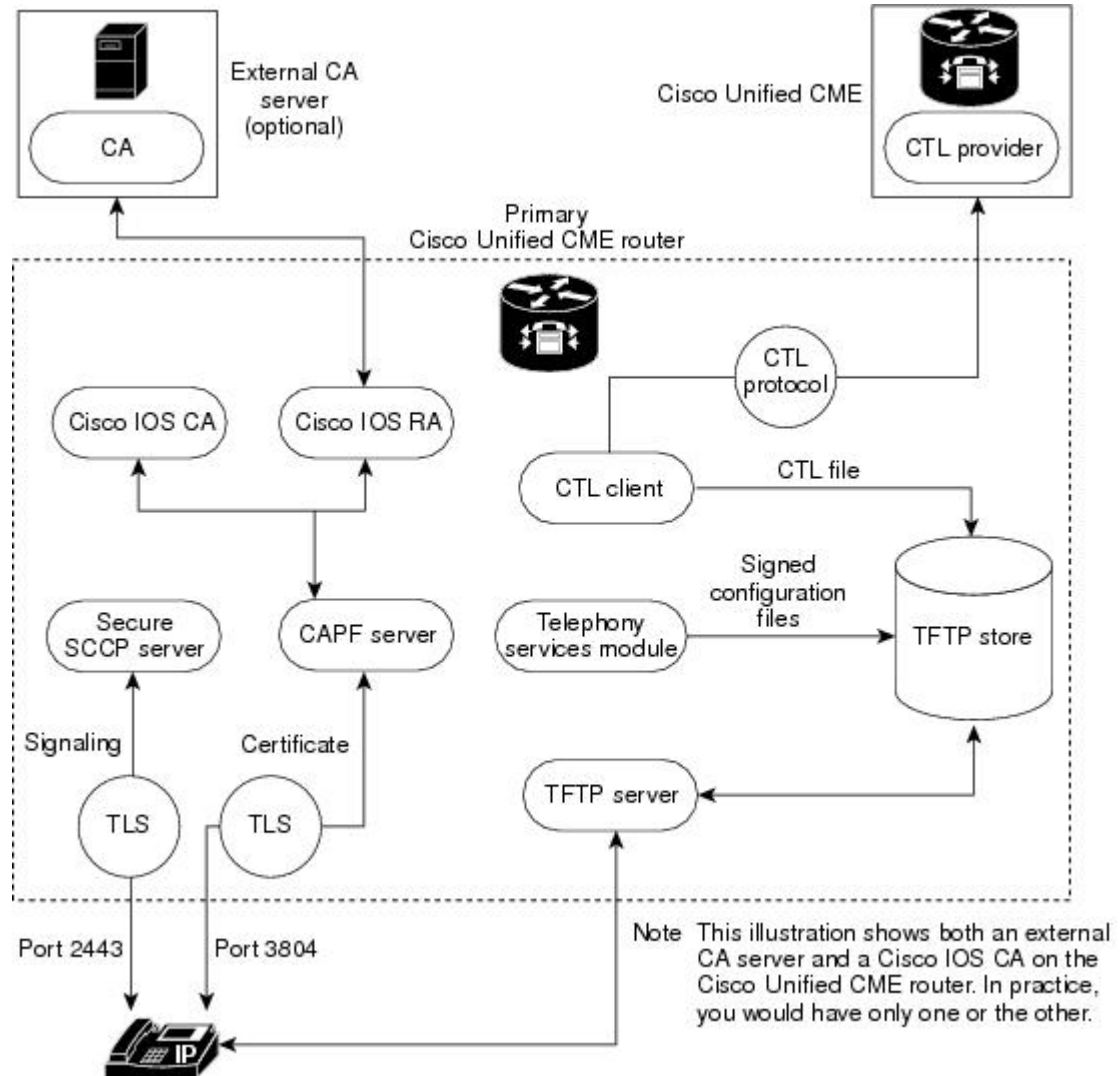 External CA
server
(optional)
CA
Cisco Unified CME
CTL provider
Primary
Cisco Unified CME router
CTL
protocol
Cisco IOS CA
Cisco IOS RA
CTL client
CTL file
Signed
configuration
files
Secure
SCCP server
CAPF server
Telephony
services module
TFTP store
Signaling
Certificate
TLS
TLS
TFTP server
Port 2443
Port 3804
Note This illustration shows both an external
CA server and a Cisco IOS CA on the
Cisco Unified CME router. In practice,
you would have only one or the other.
IP